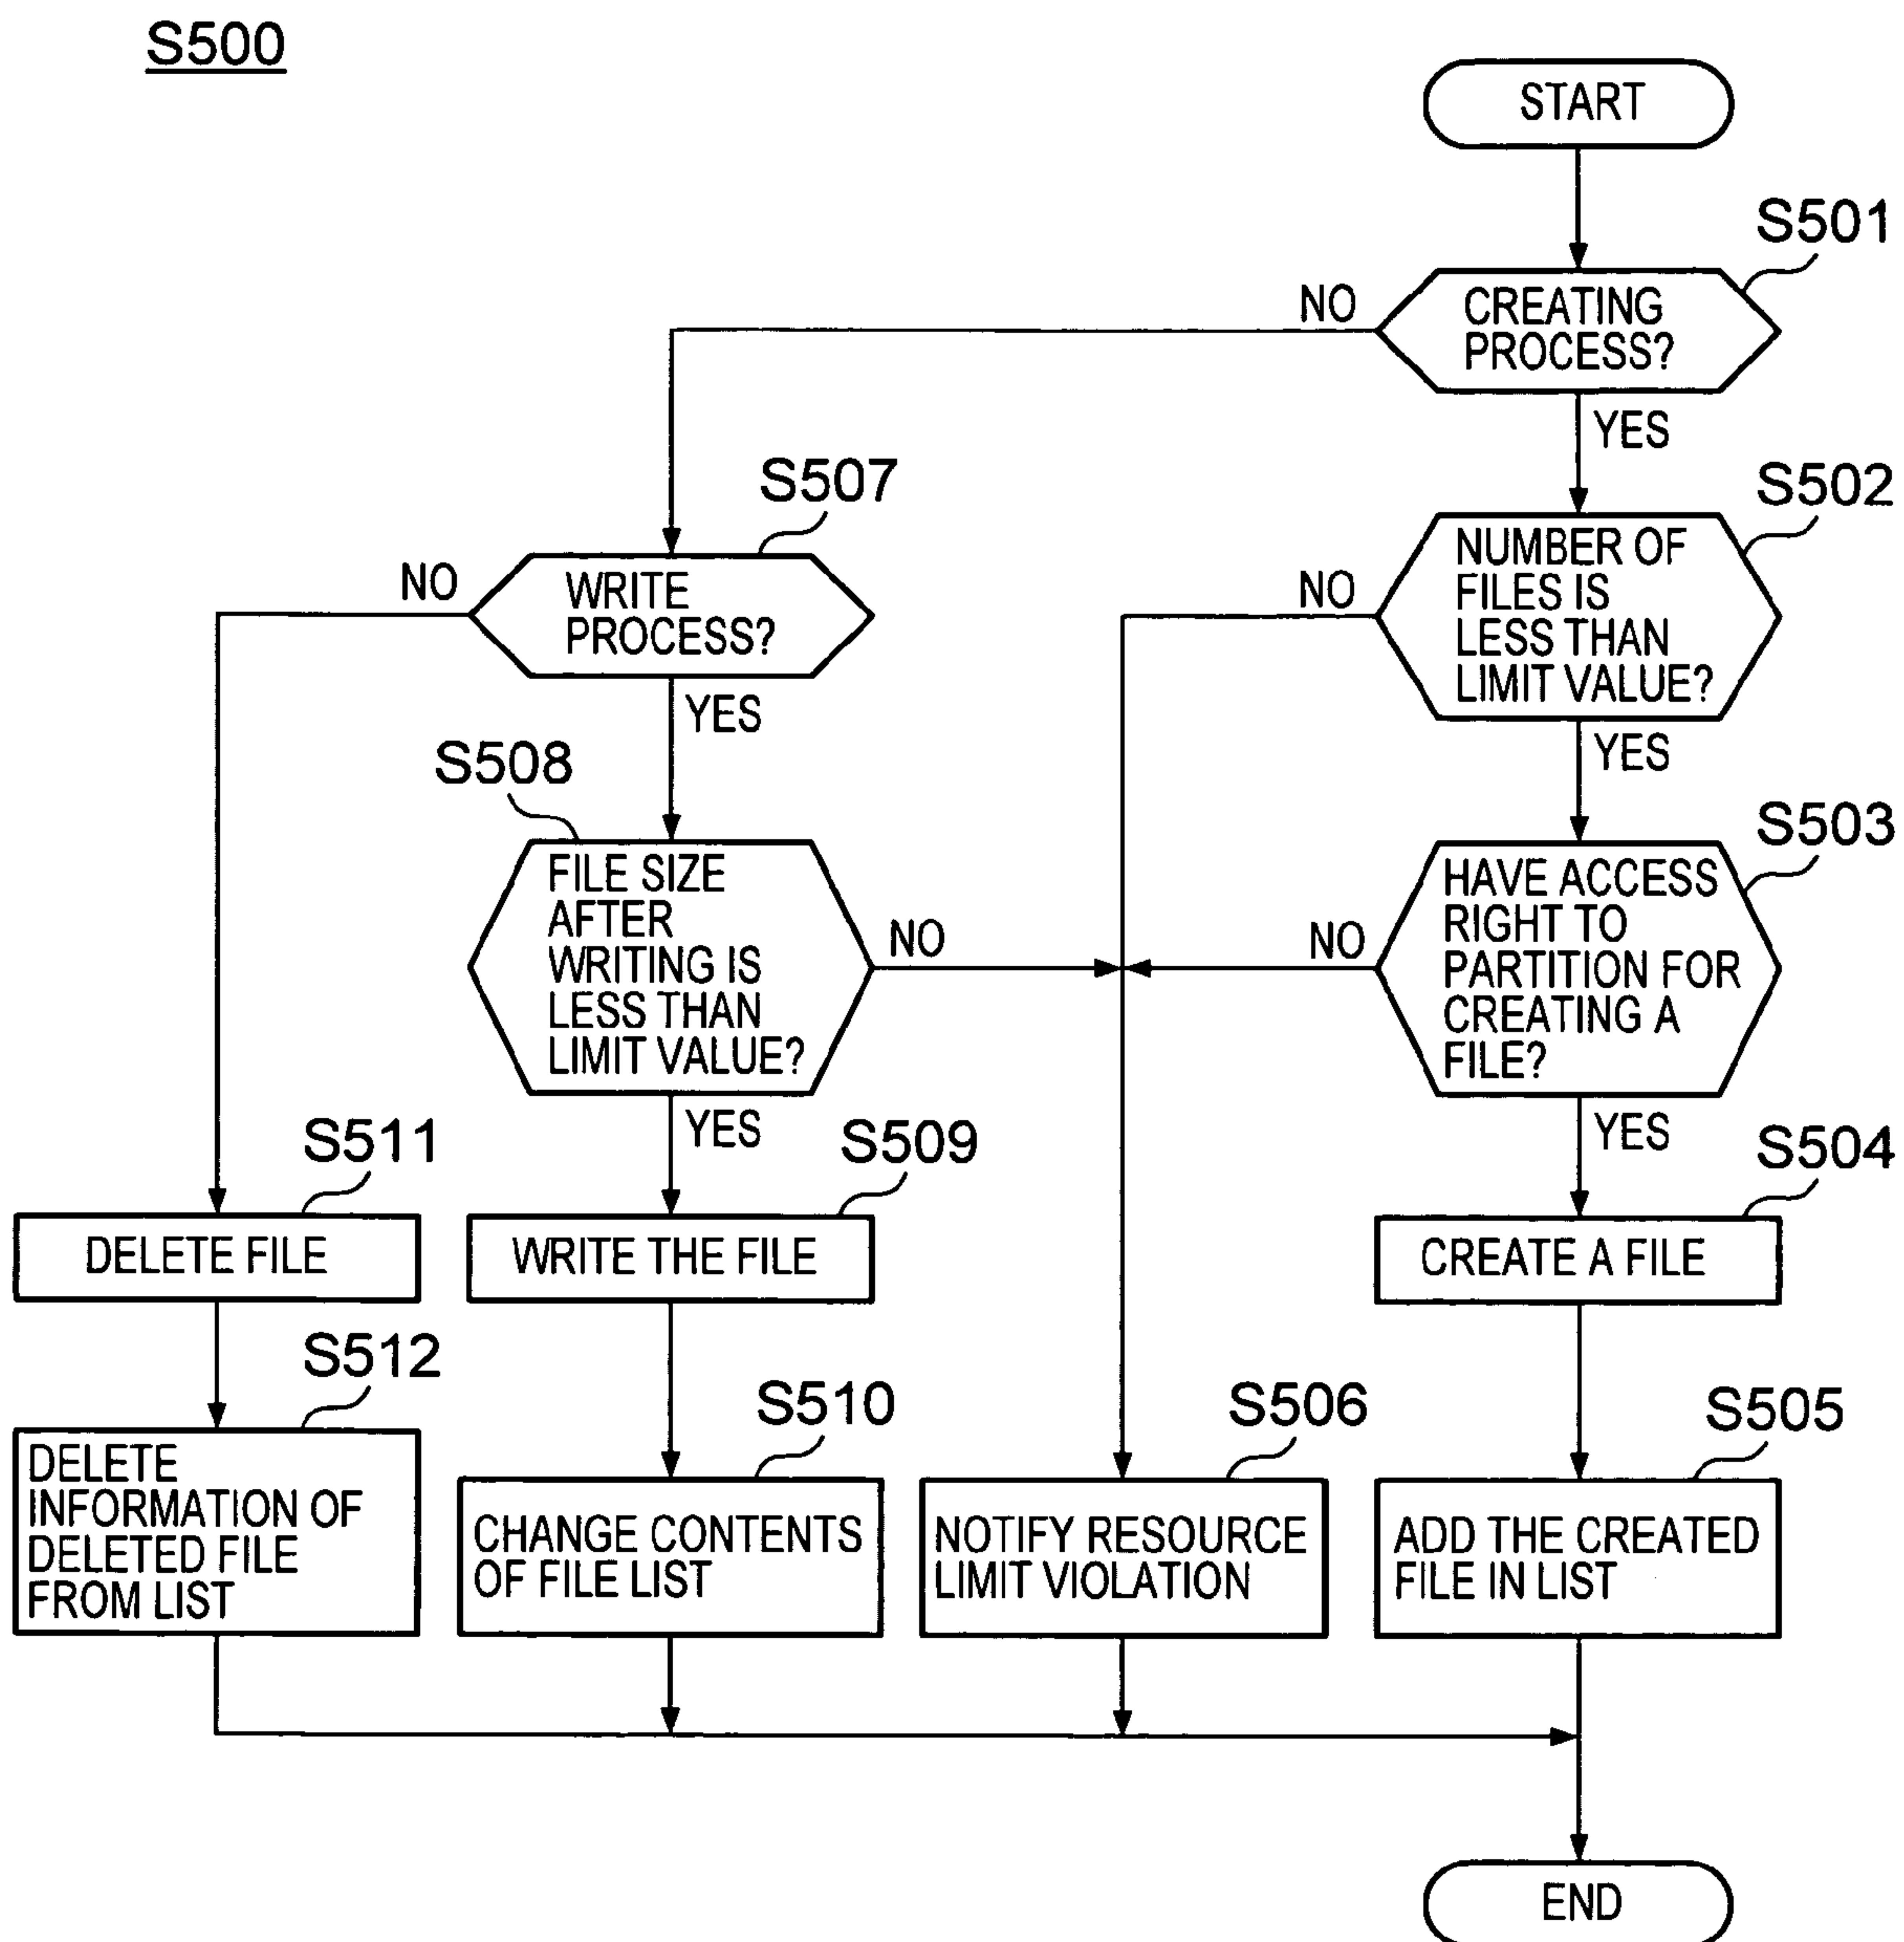 S500
START
S501
NO
CREATING
PROCESS?
YES
S507
S502
NO
WRITE
PROCESS?
NO
NUMBER OF
FILES IS
LESS THAN
LIMIT VALUE?
YES
YES
S508
S503
FILE SIZE
AFTER
WRITING IS
LESS THAN
LIMIT VALUE?
NO
NO
HAVE ACCESS
RIGHT TO
PARTITION FOR
CREATING A
FILE?
YES
YES
S511
S509
S504
DELETE FILE
WRITE THE FILE
CREATE A FILE
S512
S510
S506
S505
DELETE
INFORMATION OF
DELETED FILE
FROM LIST
CHANGE CONTENTS
OF FILE LIST
NOTIFY RESOURCE
LIMIT VIOLATION
ADD THE CREATED
FILE IN LIST
END